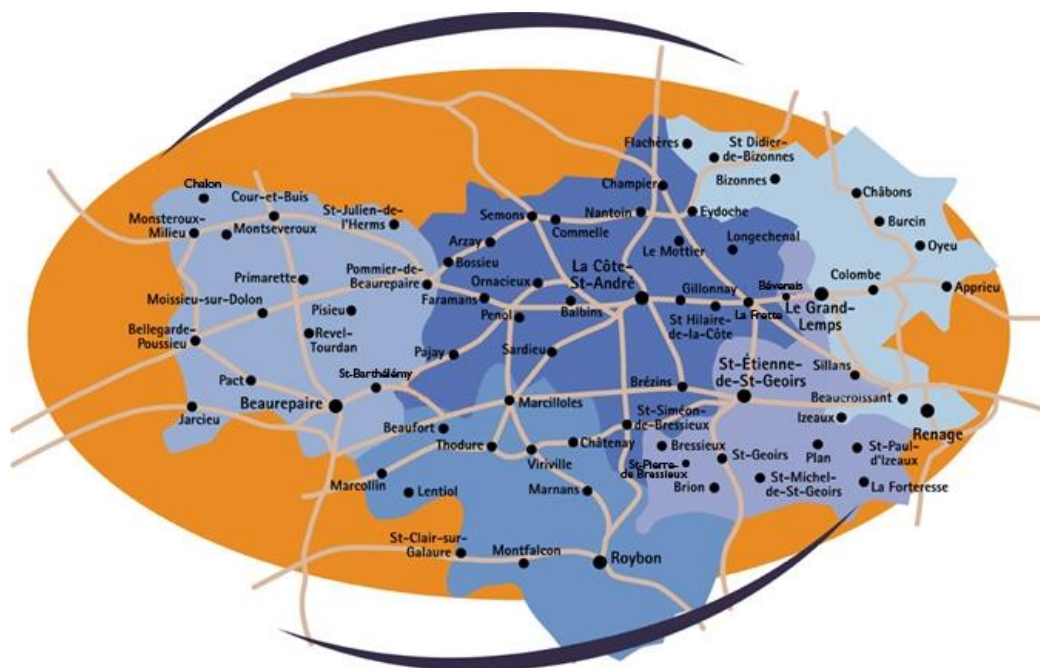 Flachères
St Didier-
de-Bizonnes
Bizonnes
Chalon
Champier
Châbons
Cour-et-Buis
St-Julien-de-
l'Herms
Semons
Nantoin
Eydoche
Burcin
Monsteroux-
Milieu
Montseveroux
Commelle
Arzay
Le Mottier
Longechenal
Oyeu
Bossieu
Primarette
Pommier-de-
Beaurepaire
Ornacieux
La Côte-
St-André
Gillonnay
Bévenais
Colombe
Apprieu
Moissieu-sur-Dolon
Pisieu
Faramans
Penol
Balbins
St Hilaire-
de-la-Côte
La Frette
Le Grand-
Lemps
Bellegarde-
Poussieu
Revel-
Tourdan
Pajay
Sardieu
St-Étienne-
de-St-Geoirs
Sillans
Pact
St-Barthélémy
Brézins
Beaucroissant
Jarcieu
Beaurepaire
Marcilloles
Izeaux
Renage
Beaufort
St-Siméon-
de-Bressieux
Thodure
Châtenay
Bressieux
St-Geoirs
Plan
St-Paul-
d'Izeaux
Viriville
St-Pierre-
de Bressieux
Marcollin
Lentiol
Marnans
Brion
St-Michel-
de-St-Geoirs
La Forteresse
St-Clair-sur-
Galaure
Montfalcon
Roybon